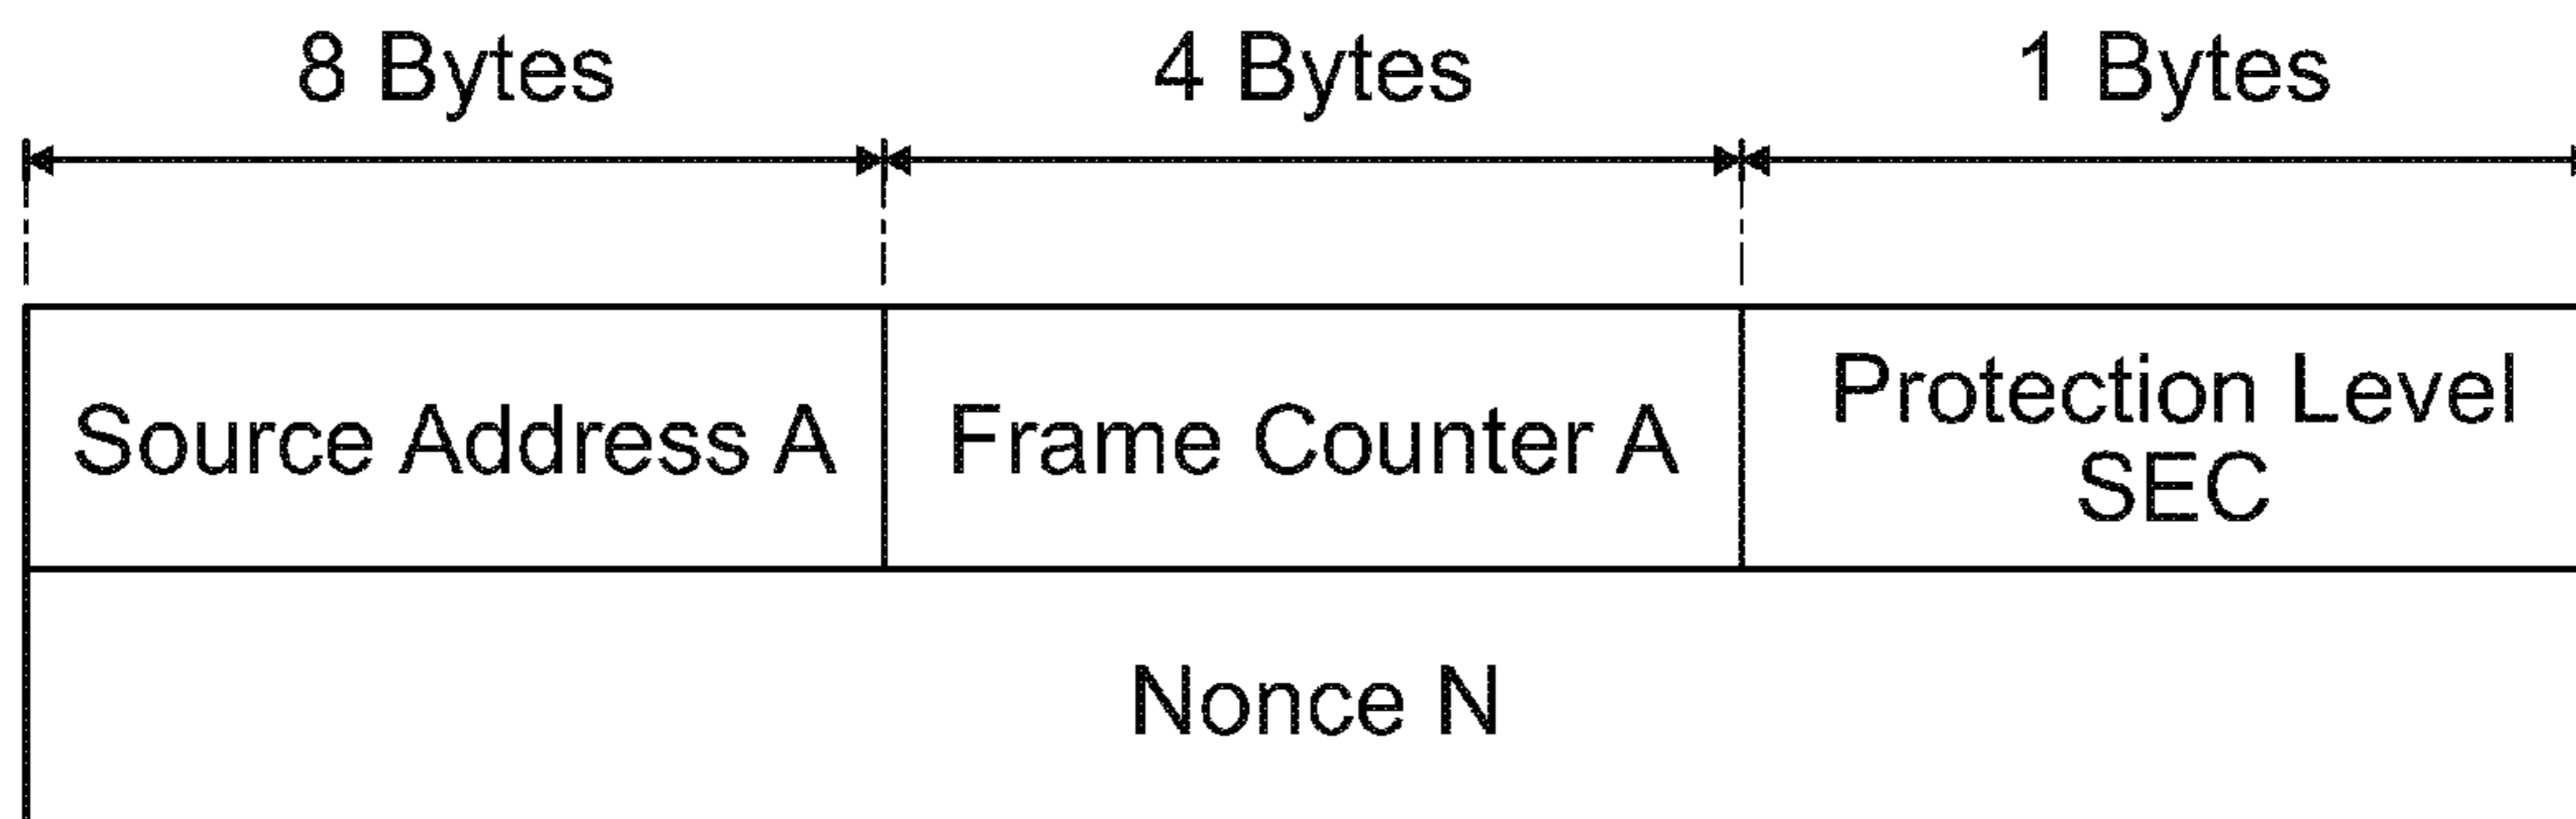 8 Bytes 4 Bytes 1 Bytes
Source Address A Frame Counter A Protection Level
SEC
Nonce N